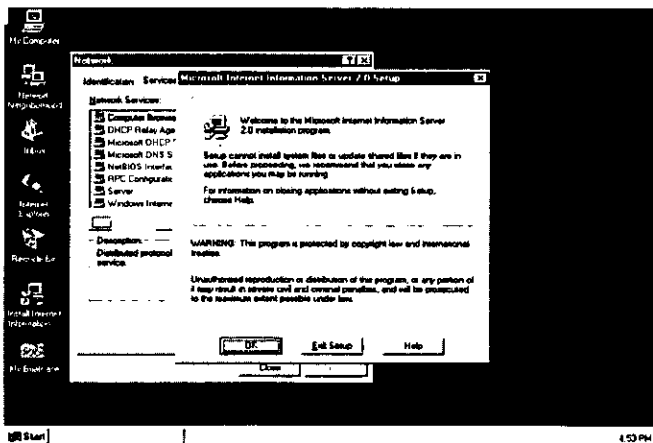 My Computer
Network
Neighborhood
Inbox
Internet
Explorer
Recycle Bin
Install Internet
Information
My Briefcase
Network
Identification Services
Network Services:
Computer Browser
DHCP Relay Age
Microsoft DHCP
Microsoft DNS S
NetBIOS Interfac
RPC Configuratic
Server
Windows Interne
Description:
Distributed protocol
service.
Close
Microsoft Internet Information Server 2.0 Setup
Welcome to the Microsoft Internet Information Server
2.0 installation program.
Setup cannot install system files or update shared files if they are in
use. Before proceeding, we recommend that you close any
applications you may be running.
For information on closing applications without exiting Setup,
choose Help.
WARNING: This program is protected by copyright law and international
treaties.
Unauthorized reproduction or distribution of this program, or any portion of
it may result in severe civil and criminal penalties, and will be prosecuted
to the maximum extent possible under law.
OK
Exit Setup
Help
Start
4:53 PM